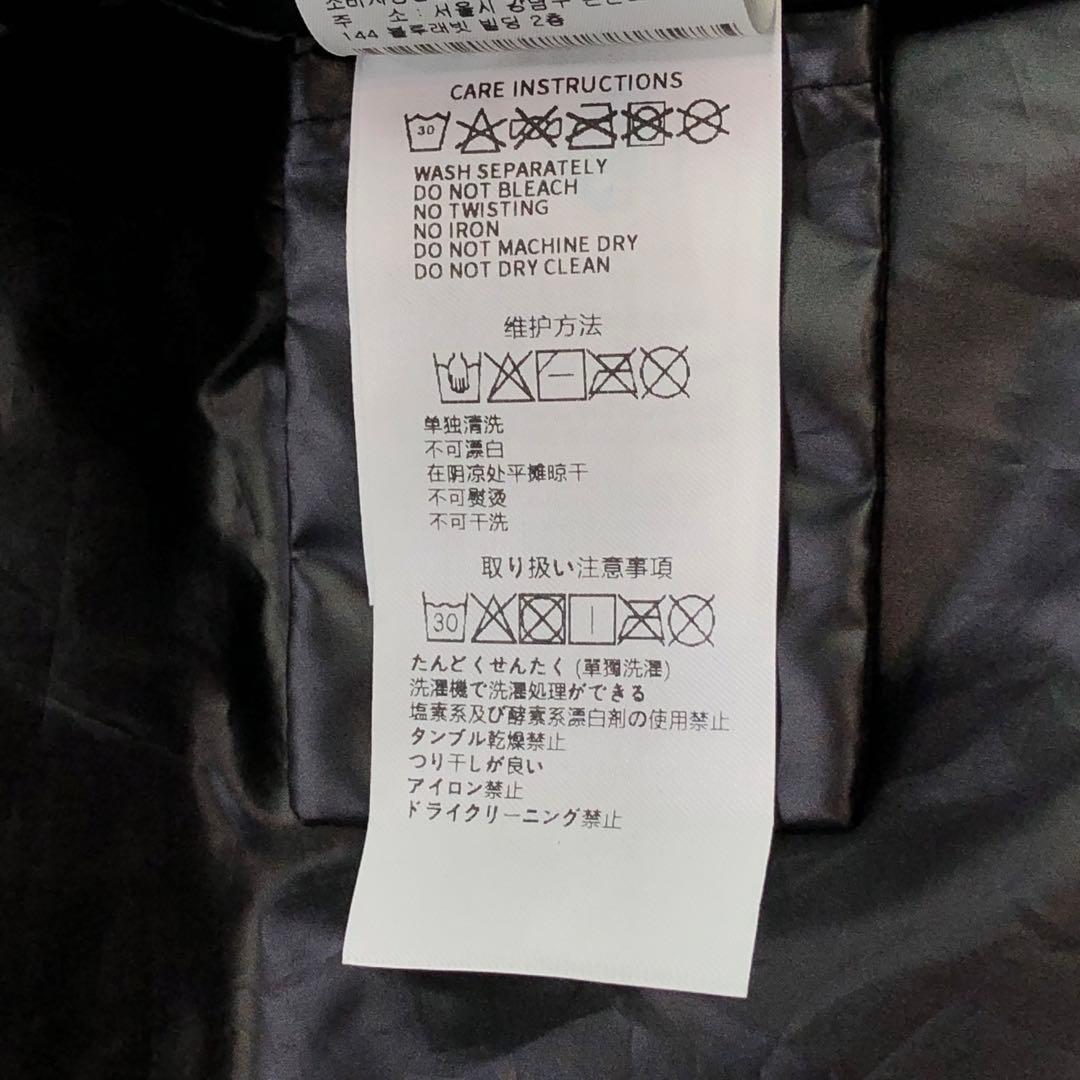 주 소 : 서울시 강남구
144 블루래빗 빌딩 2층
CARE INSTRUCTIONS
30
WASH SEPARATELY
DO NOT BLEACH
NO TWISTING
NO IRON
DO NOT MACHINE DRY
DO NOT DRY CLEAN
维护方法
单独清洗
不可漂白
在阴凉处平摊晾干
不可熨烫
不可干洗
取り扱い注意事項
30
たんどくせんたく (單獨洗濯)
洗濯機で洗濯処理ができる
塩素系及び酵素系漂白剤の使用禁止
タンブル乾燥禁止
つり干しが良い
アイロン禁止
ドライクリーニング禁止